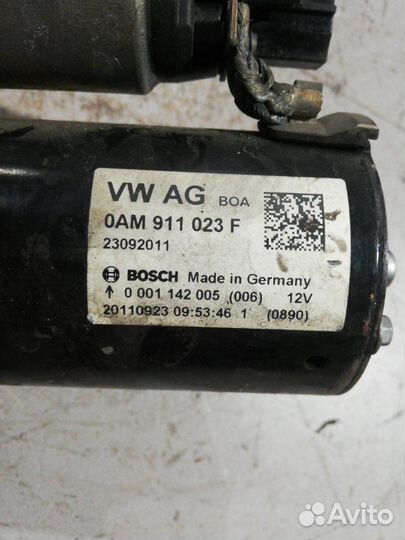 VW AG BOA
0AM 911 023 F
23092011
BOSCH Made in Germany
↑ 0 001 142 005 (006) 12V
20110923 09:53:46 1 (0890)
Avito